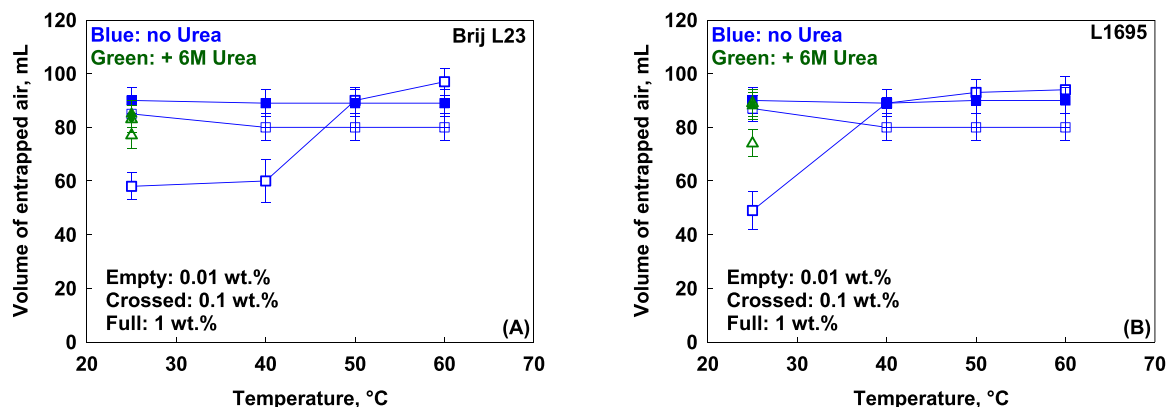 120
100
80
60
40
20
0
Volume of entrapped air, mL
Blue: no Urea
Green: + 6M Urea
Brij L23
Empty: 0.01 wt.%
Crossed: 0.1 wt.%
Full: 1 wt.%
(A)
20 30 40 50 60 70
Temperature, °C
120
100
80
60
40
20
0
Volume of entrapped air, mL
Blue: no Urea
Green: + 6M Urea
L1695
Empty: 0.01 wt.%
Crossed: 0.1 wt.%
Full: 1 wt.%
(B)
20 30 40 50 60 70
Temperature, °C